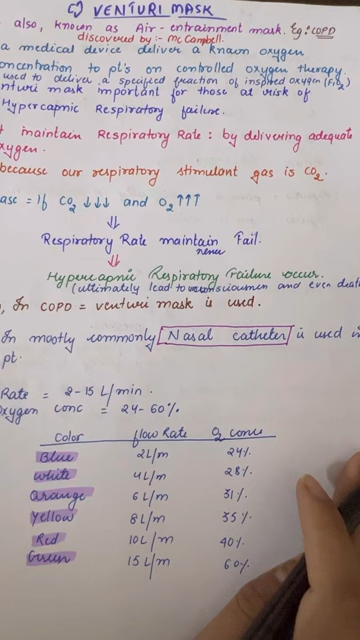 C) VENTURI MASK
also, known as Air-entrainment mask. Eg: COPD
discovered by:- Mc Campbell.
a medical device deliver a known oxygen
concentration to pt's on controlled oxygen therapy.
used to deliver a specified fraction of inspired oxygen (FiO2)
nturi mask important for those at risk of
Hypercapnic Respiratory failure.
maintain Respiratory Rate : by delivering adequate
xygen.
because our respiratory stimulant gas is CO2.
ase = If CO2 ↓↓↓ and O2 ↑↑↑
⇓
Respiratory Rate maintain Fail.
⇓
Hypercapnic Respiratory Failure occur.
(ultimately lead to and even deat
In COPD = venturi mask is used.
In mostly commonly Nasal catheter is used i
pt.
Rate = 2-15 L/min.
oxygen conc = 24-60%.
Color flow Rate O2 conc
Blue 2L/m 24%
White 4L/m 28%
Orange 6L/m 31%
Yellow 8L/m 35%
Red 10L/m 40%
Green 15L/m 60%